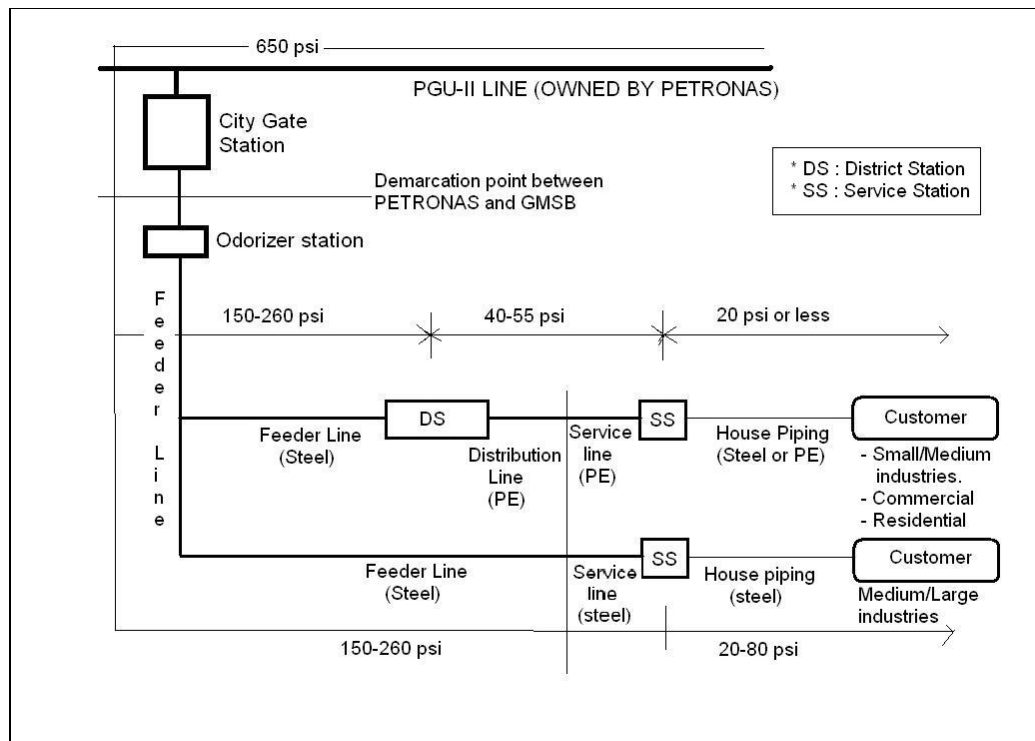 650 psi
PGU-II LINE (OWNED BY PETRONAS)
City Gate
Station
* DS : District Station
* SS : Service Station
Demarcation point between
PETRONAS and GMSB
Odorizer station
Feeder Line
150-260 psi
40-55 psi
20 psi or less
DS
SS
Customer
Feeder Line
(Steel)
Distribution
Line
(PE)
Service
line
(PE)
House Piping
(Steel or PE)
- Small/Medium
industries.
- Commercial
- Residential
SS
Customer
Feeder Line
(Steel)
Service
line
(steel)
House piping
(steel)
Medium/Large
industries
150-260 psi
20-80 psi